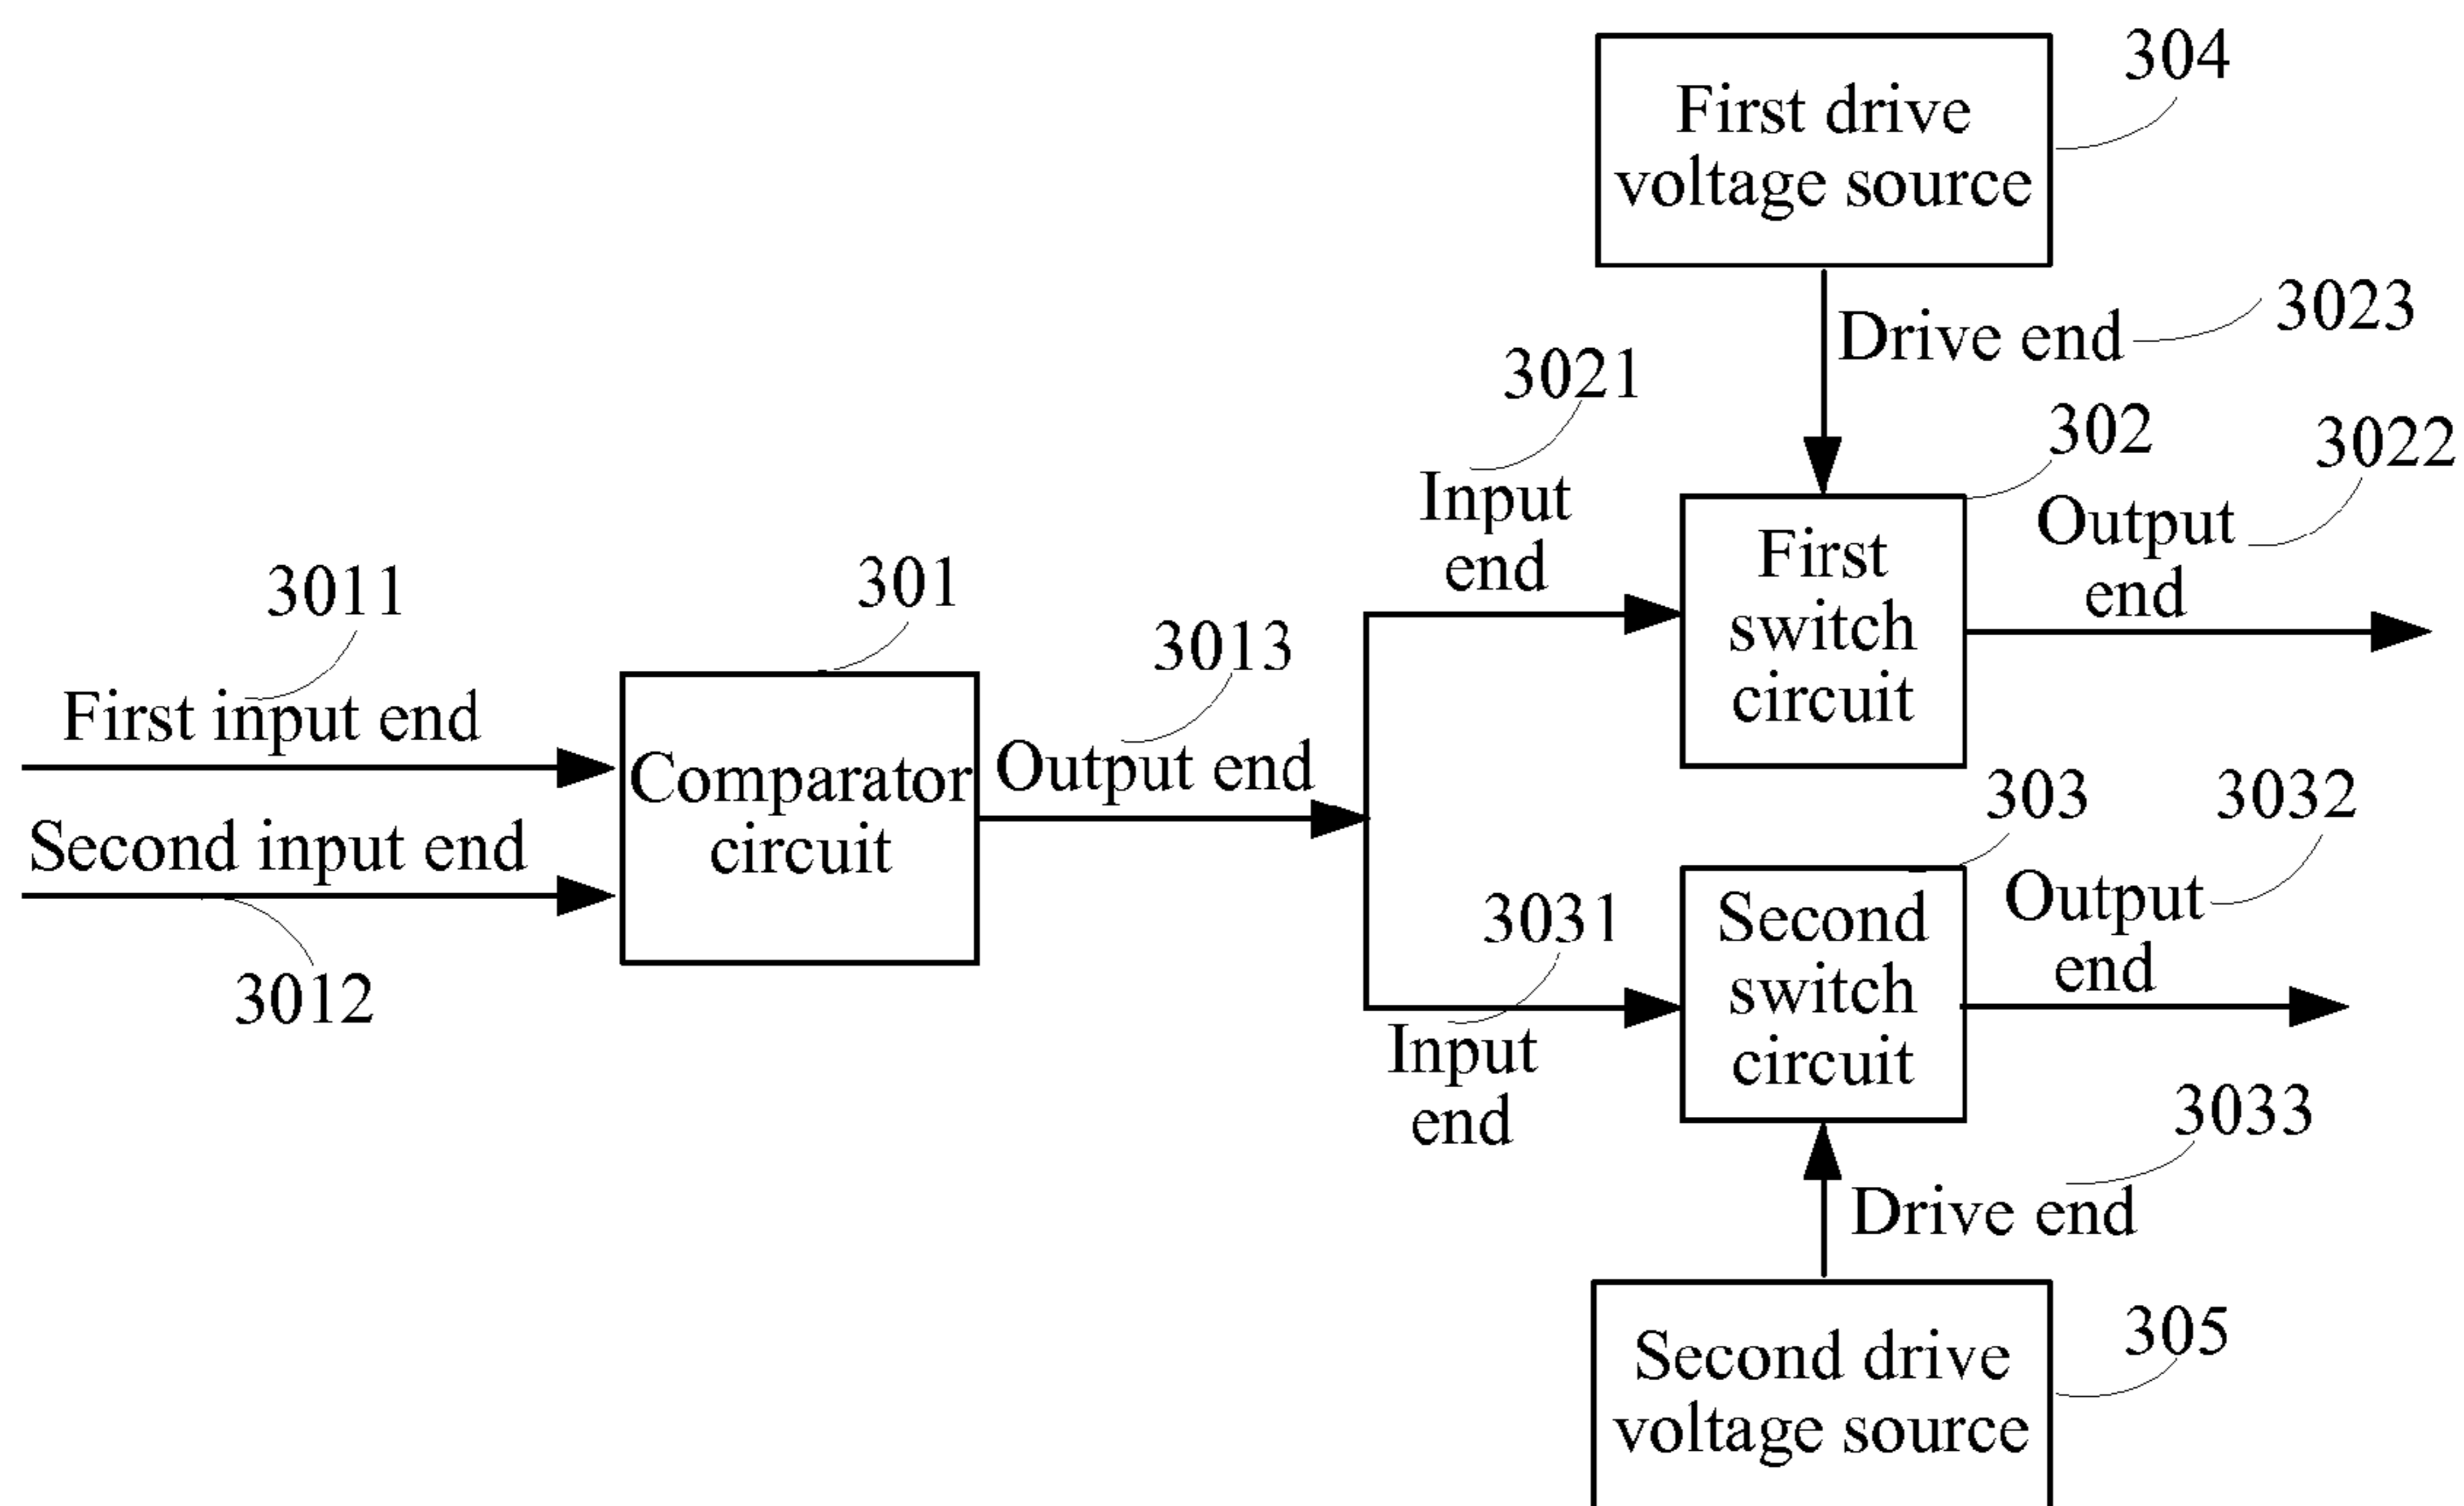 304
First drive
voltage source
3023
Drive end
3021
302
3022
Input
end
Output
end
First
switch
circuit
3011
301
3013
First input end
Comparator
circuit
Output end
Second input end
3012
303
3032
3031
Second
switch
circuit
Output
end
Input
end
3033
Drive end
305
Second drive
voltage source